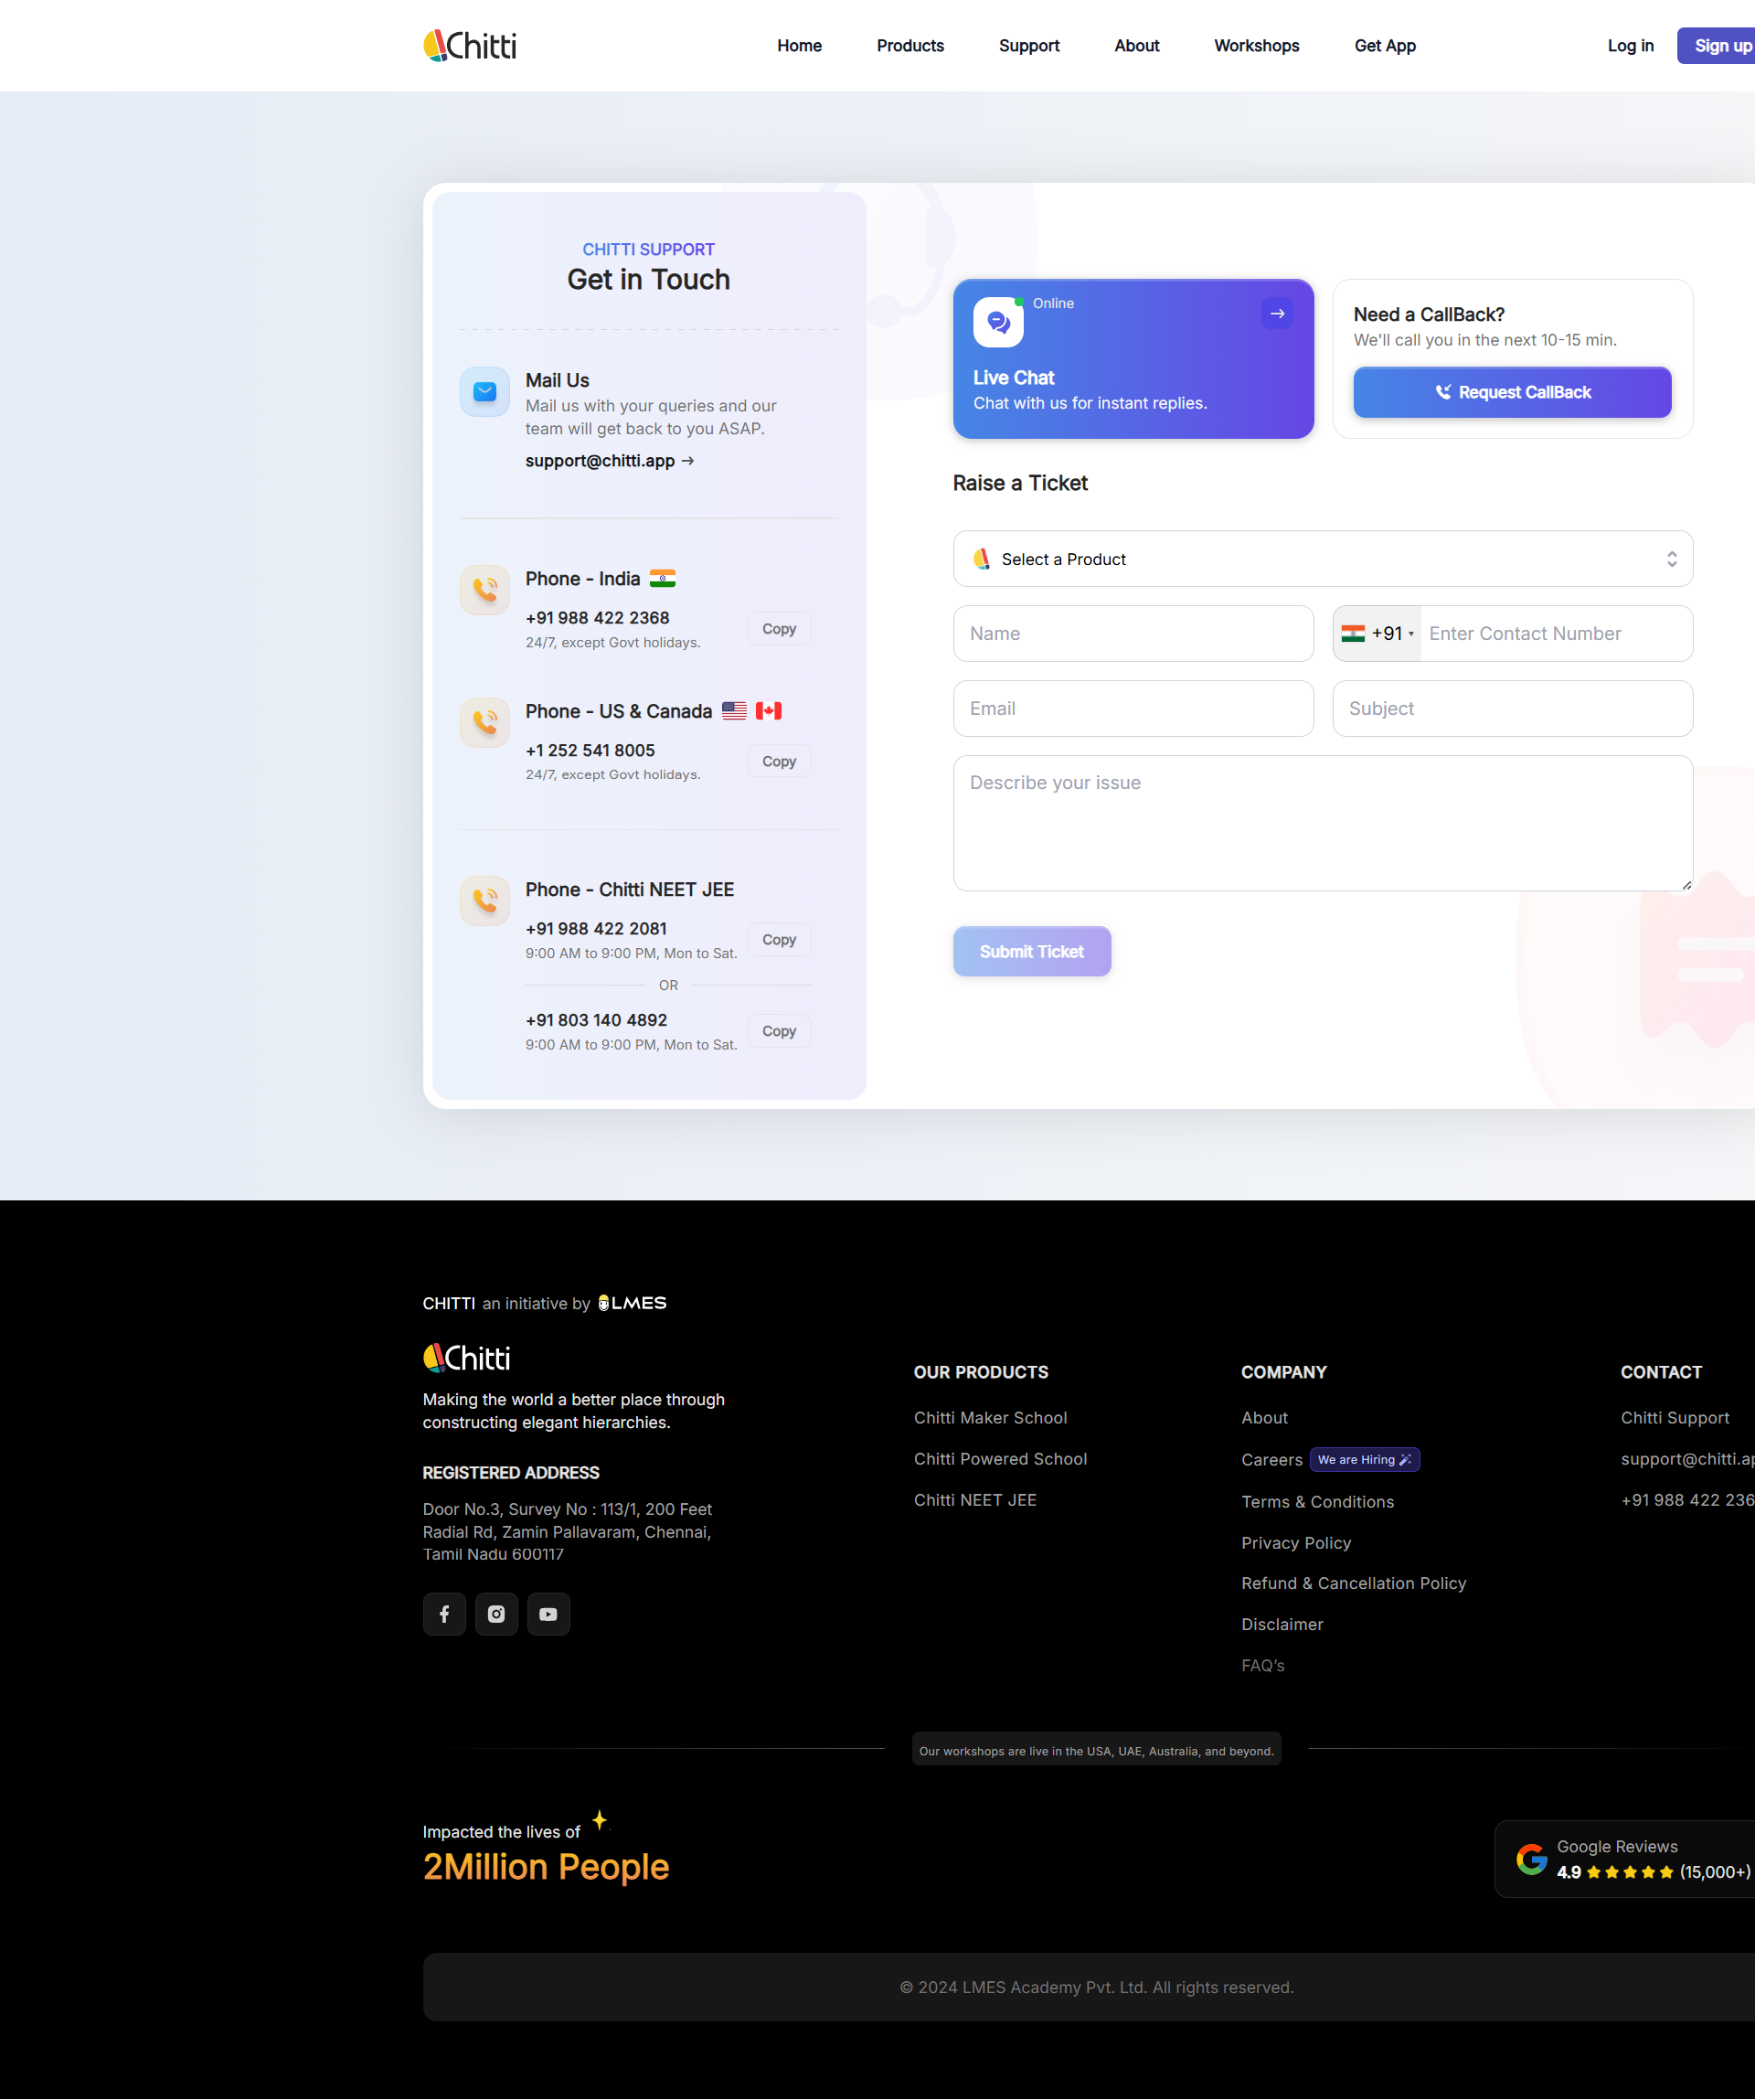 Chitti
Home
Products
Support
About
Workshops
Get App
Log in
Sign up
CHITTI SUPPORT
Get in Touch
Mail Us
Mail us with your queries and our
team will get back to you ASAP.
support@chitti.app →
Phone - India
+91 988 422 2368
24/7, except Govt holidays.
Copy
Phone - US & Canada
+1 252 541 8005
24/7, except Govt holidays.
Copy
Phone - Chitti NEET JEE
+91 988 422 2081
9:00 AM to 9:00 PM, Mon to Sat.
Copy
OR
+91 803 140 4892
9:00 AM to 9:00 PM, Mon to Sat.
Copy
Online
Live Chat
Chat with us for instant replies.
Need a CallBack?
We'll call you in the next 10-15 min.
Request CallBack
Raise a Ticket
Select a Product
Name
+91
Enter Contact Number
Email
Subject
Describe your issue
Submit Ticket
CHITTI an initiative by LMES
Chitti
Making the world a better place through
constructing elegant hierarchies.
REGISTERED ADDRESS
Door No.3, Survey No : 113/1, 200 Feet
Radial Rd, Zamin Pallavaram, Chennai,
Tamil Nadu 600117
OUR PRODUCTS
Chitti Maker School
Chitti Powered School
Chitti NEET JEE
COMPANY
About
Careers
We are Hiring
Terms & Conditions
Privacy Policy
Refund & Cancellation Policy
Disclaimer
FAQ's
CONTACT
Chitti Support
support@chitti.ap
+91 988 422 236
Our workshops are live in the USA, UAE, Australia, and beyond.
Impacted the lives of
2Million People
Google Reviews
4.9 ★★★★★ (15,000+)
© 2024 LMES Academy Pvt. Ltd. All rights reserved.